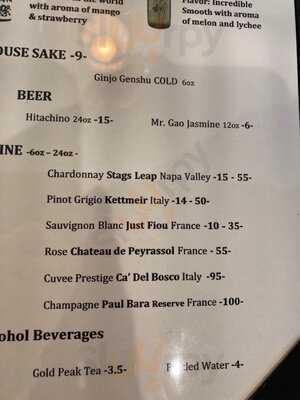 with aroma of mango
& strawberry
Flavor: Incredible
Smooth with aroma
of melon and lychee
OUSE SAKE -9-
Ginjo Genshu COLD 6oz
BEER
Hitachino 24oz -15-
Mr. Gao Jasmine 12oz -6-
INE -6oz – 24oz -
Chardonnay Stags Leap Napa Valley -15 - 55-
Pinot Grigio Kettmeir Italy -14 - 50-
Sauvignon Blanc Just Fiou France -10 - 35-
Rose Chateau de Peyrassol France - 55-
Cuvee Prestige Ca' Del Bosco Italy -95-
Champagne Paul Bara Reserve France -100-
ohol Beverages
Gold Peak Tea -3.5-
Water -4-